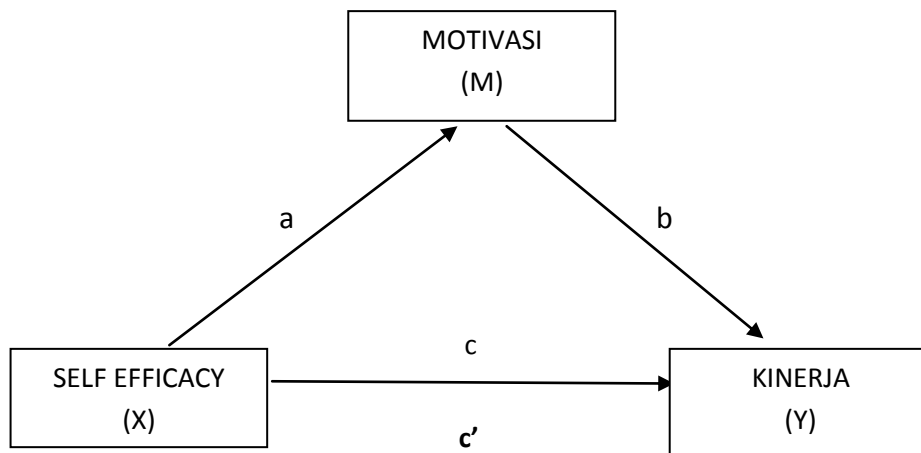 MOTIVASI
(M)
a
b
c
SELF EFFICACY
(X)
KINERJA
(Y)
c’